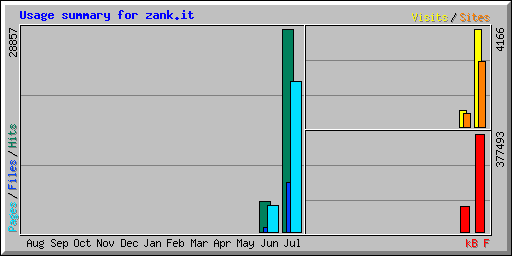 Usage summary for zank.it
Visits/Sites
28857
4166
377493
Pages/Files/Hits
Aug Sep Oct Nov Dec Jan Feb Mar Apr May Jun Jul
kB F